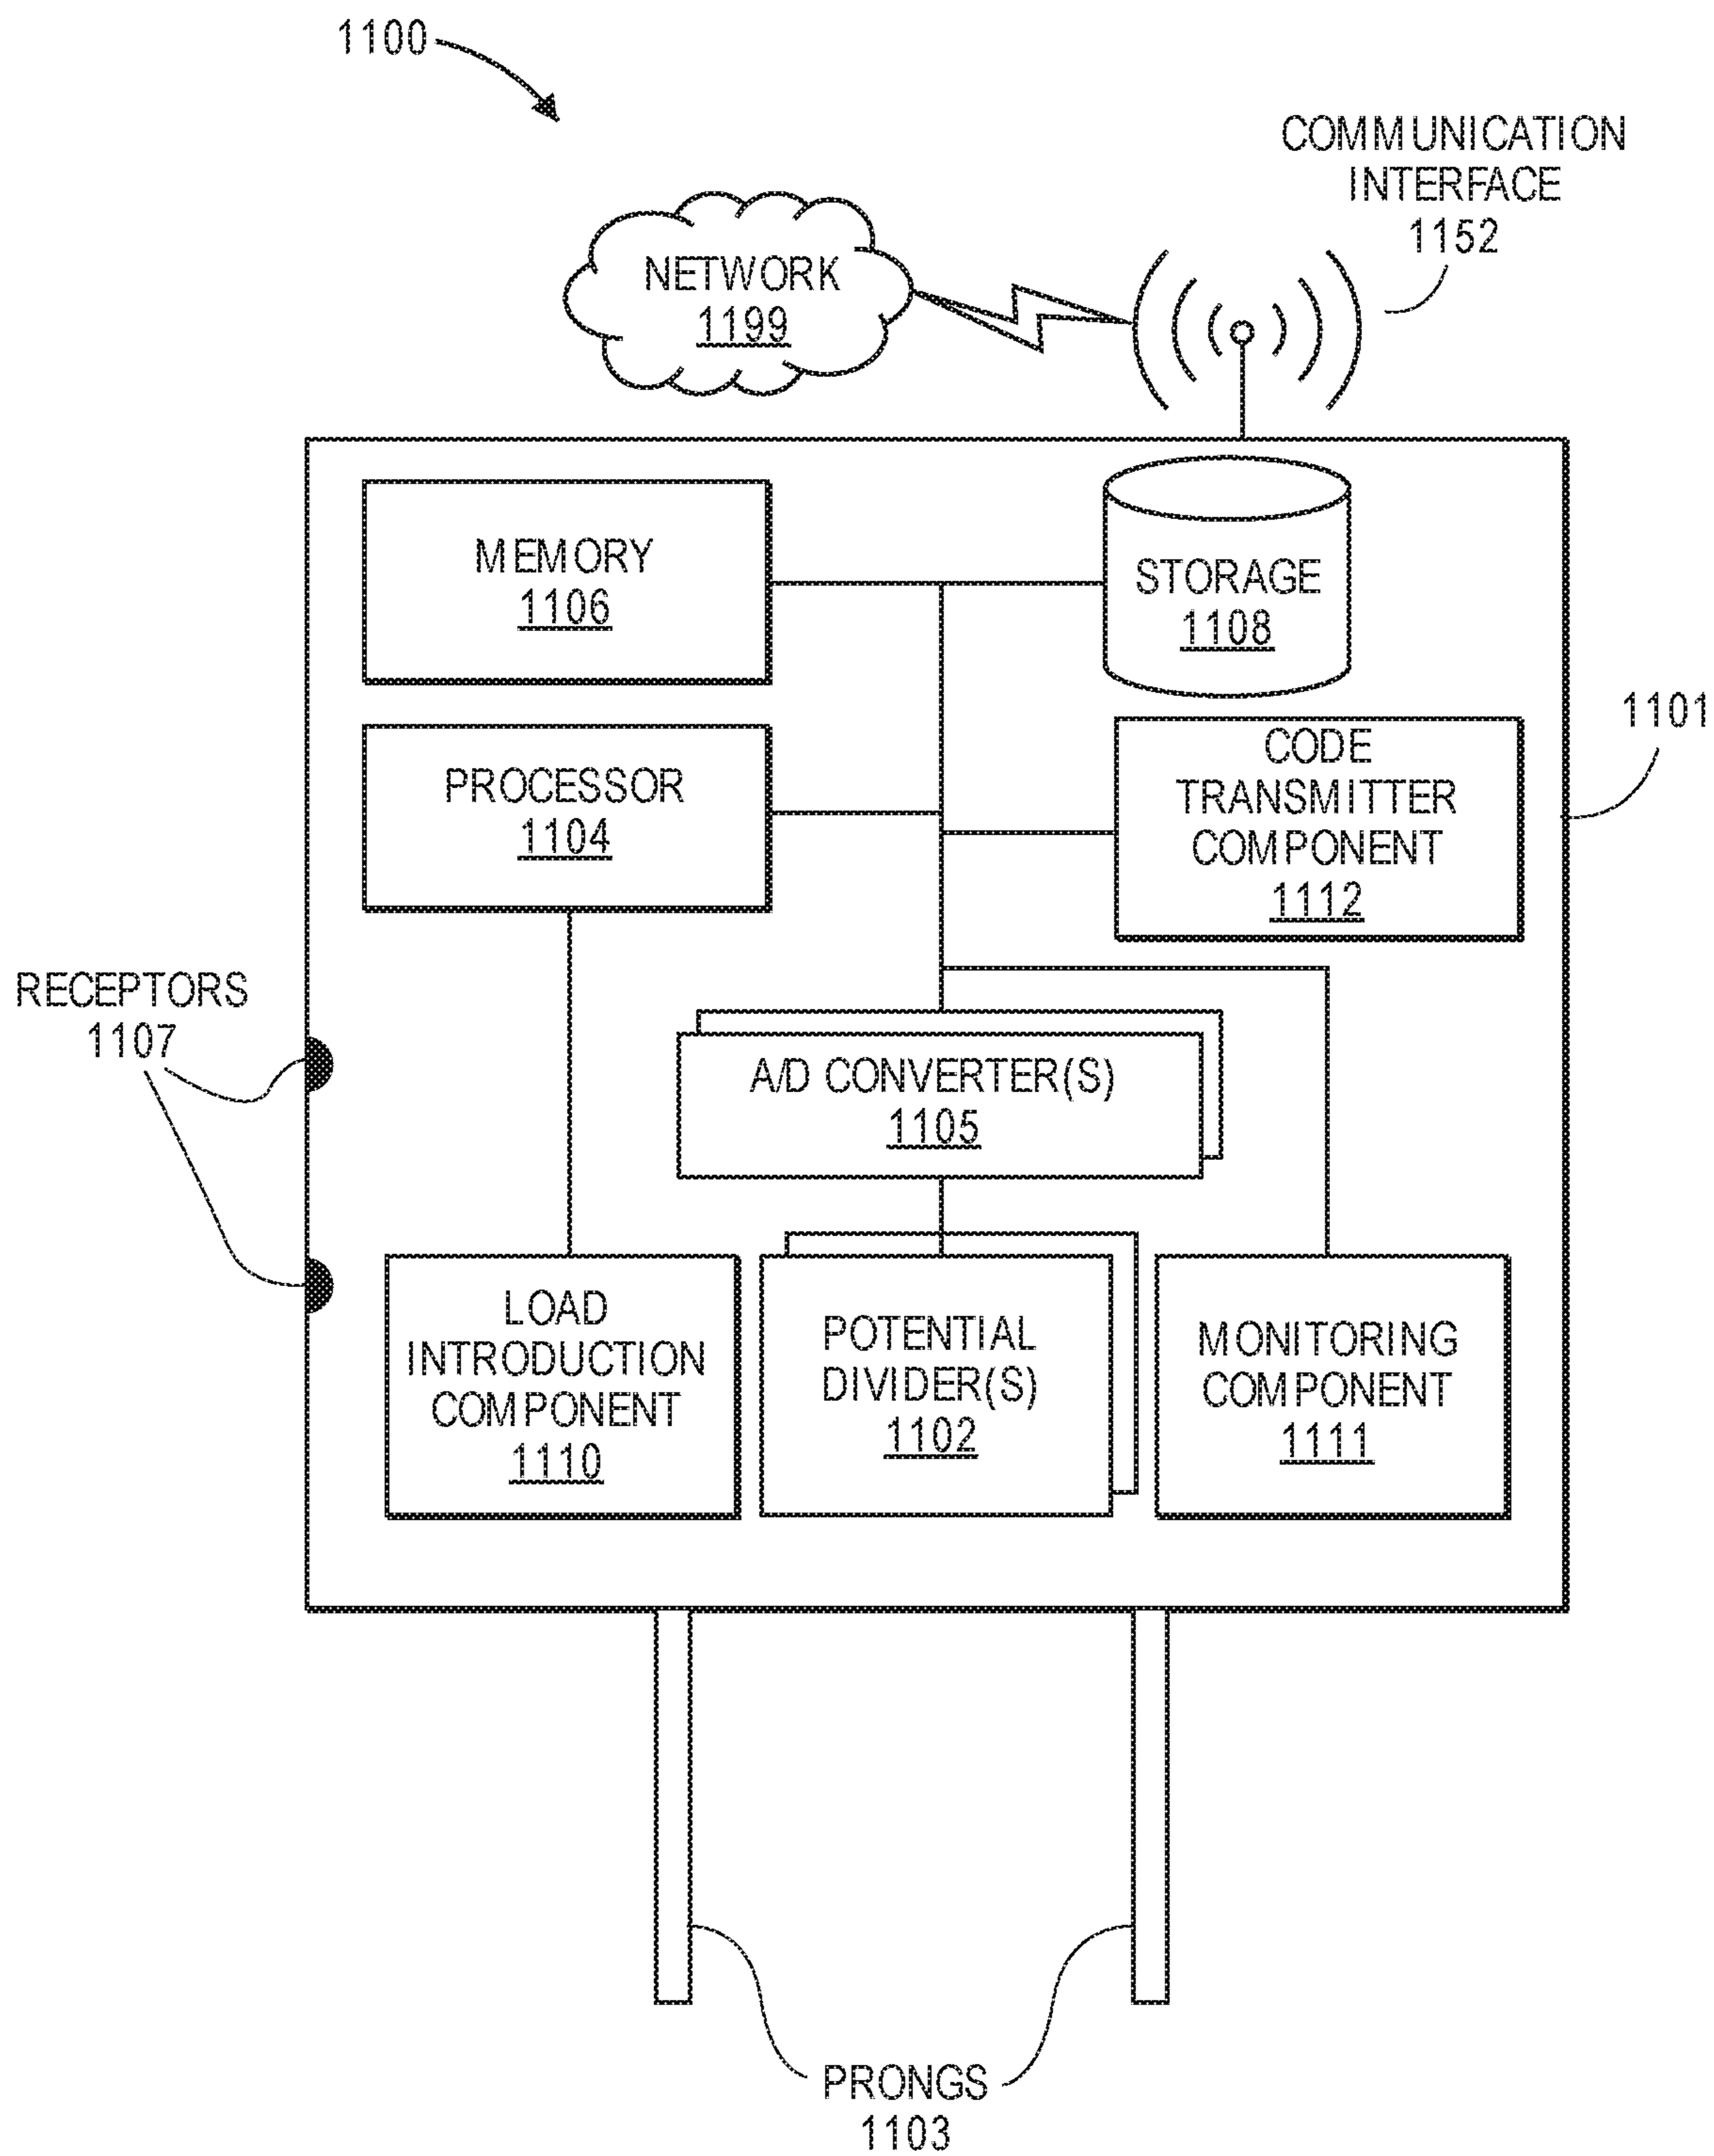 1100
COMMUNICATION
INTERFACE
1152
NETWORK
1199
MEMORY
1106
STORAGE
1108
1101
PROCESSOR
1104
CODE
TRANSMITTER
COMPONENT
1112
RECEPTORS
1107
A/D CONVERTER(S)
1105
LOAD
INTRODUCTION
COMPONENT
1110
POTENTIAL
DIVIDER(S)
1102
MONITORING
COMPONENT
1111
PRONGS
1103